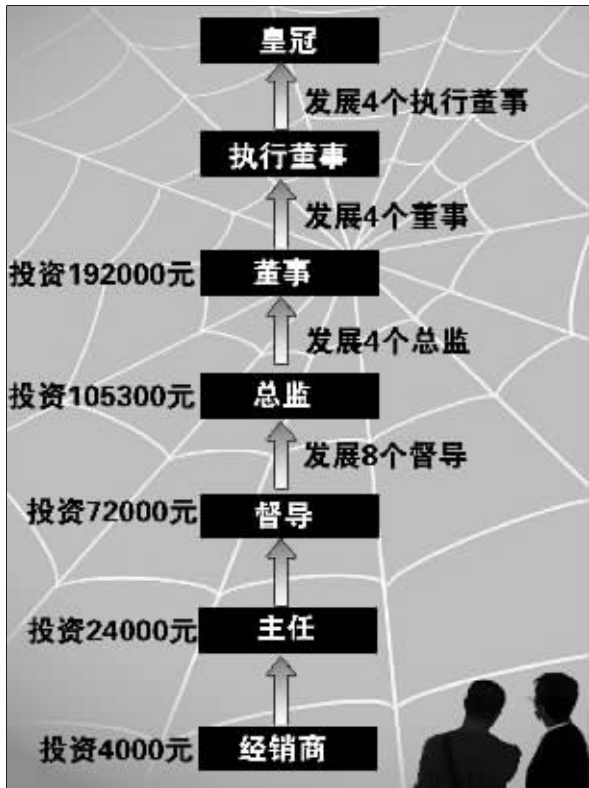 皇冠
发展4个执行董事
执行董事
发展4个董事
投资192000元
董事
发展4个总监
投资105300元
总监
发展8个督导
投资72000元
督导
投资24000元
主任
投资4000元
经销商